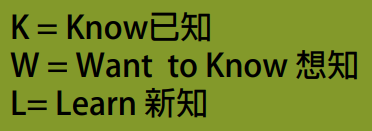 K = Know已知
W = Want to Know 想知
L= Learn 新知